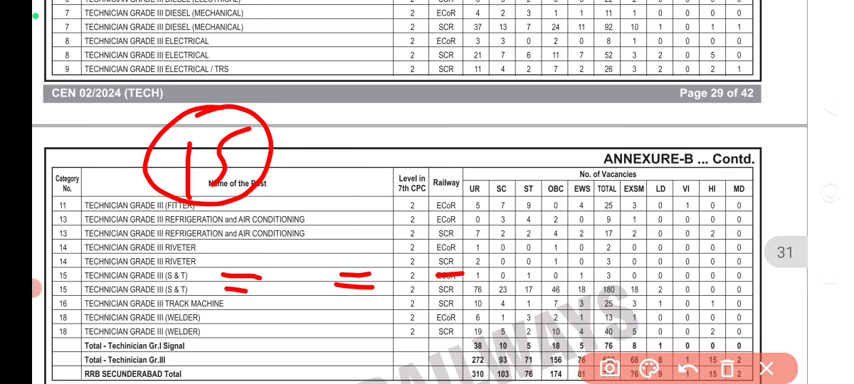 7 TECHNICIAN GRADE III DIESEL (MECHANICAL) 2 ECoR 4 2 3 1 1 11 1 0 0 0 0
7 TECHNICIAN GRADE III DIESEL (MECHANICAL) 2 SCR 37 13 7 24 11 92 10 1 0 1 1
8 TECHNICIAN GRADE III ELECTRICAL 2 ECoR 3 3 0 2 0 8 1 0 0 0 0
8 TECHNICIAN GRADE III ELECTRICAL 2 SCR 21 7 6 11 7 52 3 2 0 5 0
9 TECHNICIAN GRADE III ELECTRICAL / TRS 2 SCR 11 4 2 7 2 26 3 2 0 2 1
CEN 02/2024 (TECH) Page 29 of 42
15
ANNEXURE-B ... Contd.
Category No. Name of the Post Level in 7th CPC Railway No. of Vacancies
UR SC ST OBC EWS TOTAL EXSM LD VI HI MD
11 TECHNICIAN GRADE III (FITTER) 2 ECoR 5 7 9 0 4 25 3 0 1 0 0
13 TECHNICIAN GRADE III REFRIGERATION and AIR CONDITIONING 2 ECoR 0 3 4 2 0 9 1 0 0 0 0
13 TECHNICIAN GRADE III REFRIGERATION and AIR CONDITIONING 2 SCR 7 2 2 4 2 17 2 0 0 2 0
14 TECHNICIAN GRADE III RIVETER 2 ECoR 1 0 0 1 0 2 0 0 0 0 0
14 TECHNICIAN GRADE III RIVETER 2 SCR 2 0 0 1 0 3 0 0 0 0 0
15 TECHNICIAN GRADE III (S & T) 2 1 0 1 0 1 3 0 0 0 0 0
15 TECHNICIAN GRADE III (S & T) 2 SCR 76 23 17 46 18 180 18 2 0 0 0
16 TECHNICIAN GRADE III TRACK MACHINE 2 SCR 10 4 1 7 3 25 3 1 0 1 0
18 TECHNICIAN GRADE III (WELDER) 2 ECoR 6 1 3 2 1 13 1 0 0 0 0
18 TECHNICIAN GRADE III (WELDER) 2 SCR 19 5 2 10 4 40 5 0 0 2 0
Total - Techinician Gr.I Signal 38 10 5 18 5 76 8 1 0 0 0
Total - Techinician Gr.III 272 93 71 156 76 68 8 1 15 2
RRB SECUNDERABAD Total 310 103 76 174 81 76 9 1 15 2
RAILWAYS
31